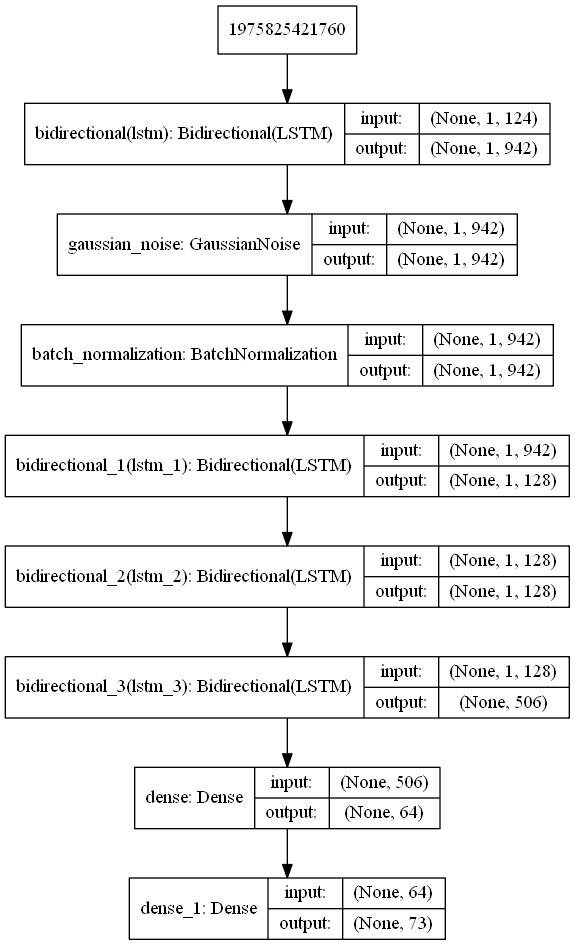 1975825421760
bidirectional(lstm): Bidirectional(LSTM)
input: (None, 1, 124)
output: (None, 1, 942)
gaussian_noise: GaussianNoise
input: (None, 1, 942)
output: (None, 1, 942)
batch_normalization: BatchNormalization
input: (None, 1, 942)
output: (None, 1, 942)
bidirectional_1(lstm_1): Bidirectional(LSTM)
input: (None, 1, 942)
output: (None, 1, 128)
bidirectional_2(lstm_2): Bidirectional(LSTM)
input: (None, 1, 128)
output: (None, 1, 128)
bidirectional_3(lstm_3): Bidirectional(LSTM)
input: (None, 1, 128)
output: (None, 506)
dense: Dense
input: (None, 506)
output: (None, 64)
dense_1: Dense
input: (None, 64)
output: (None, 73)